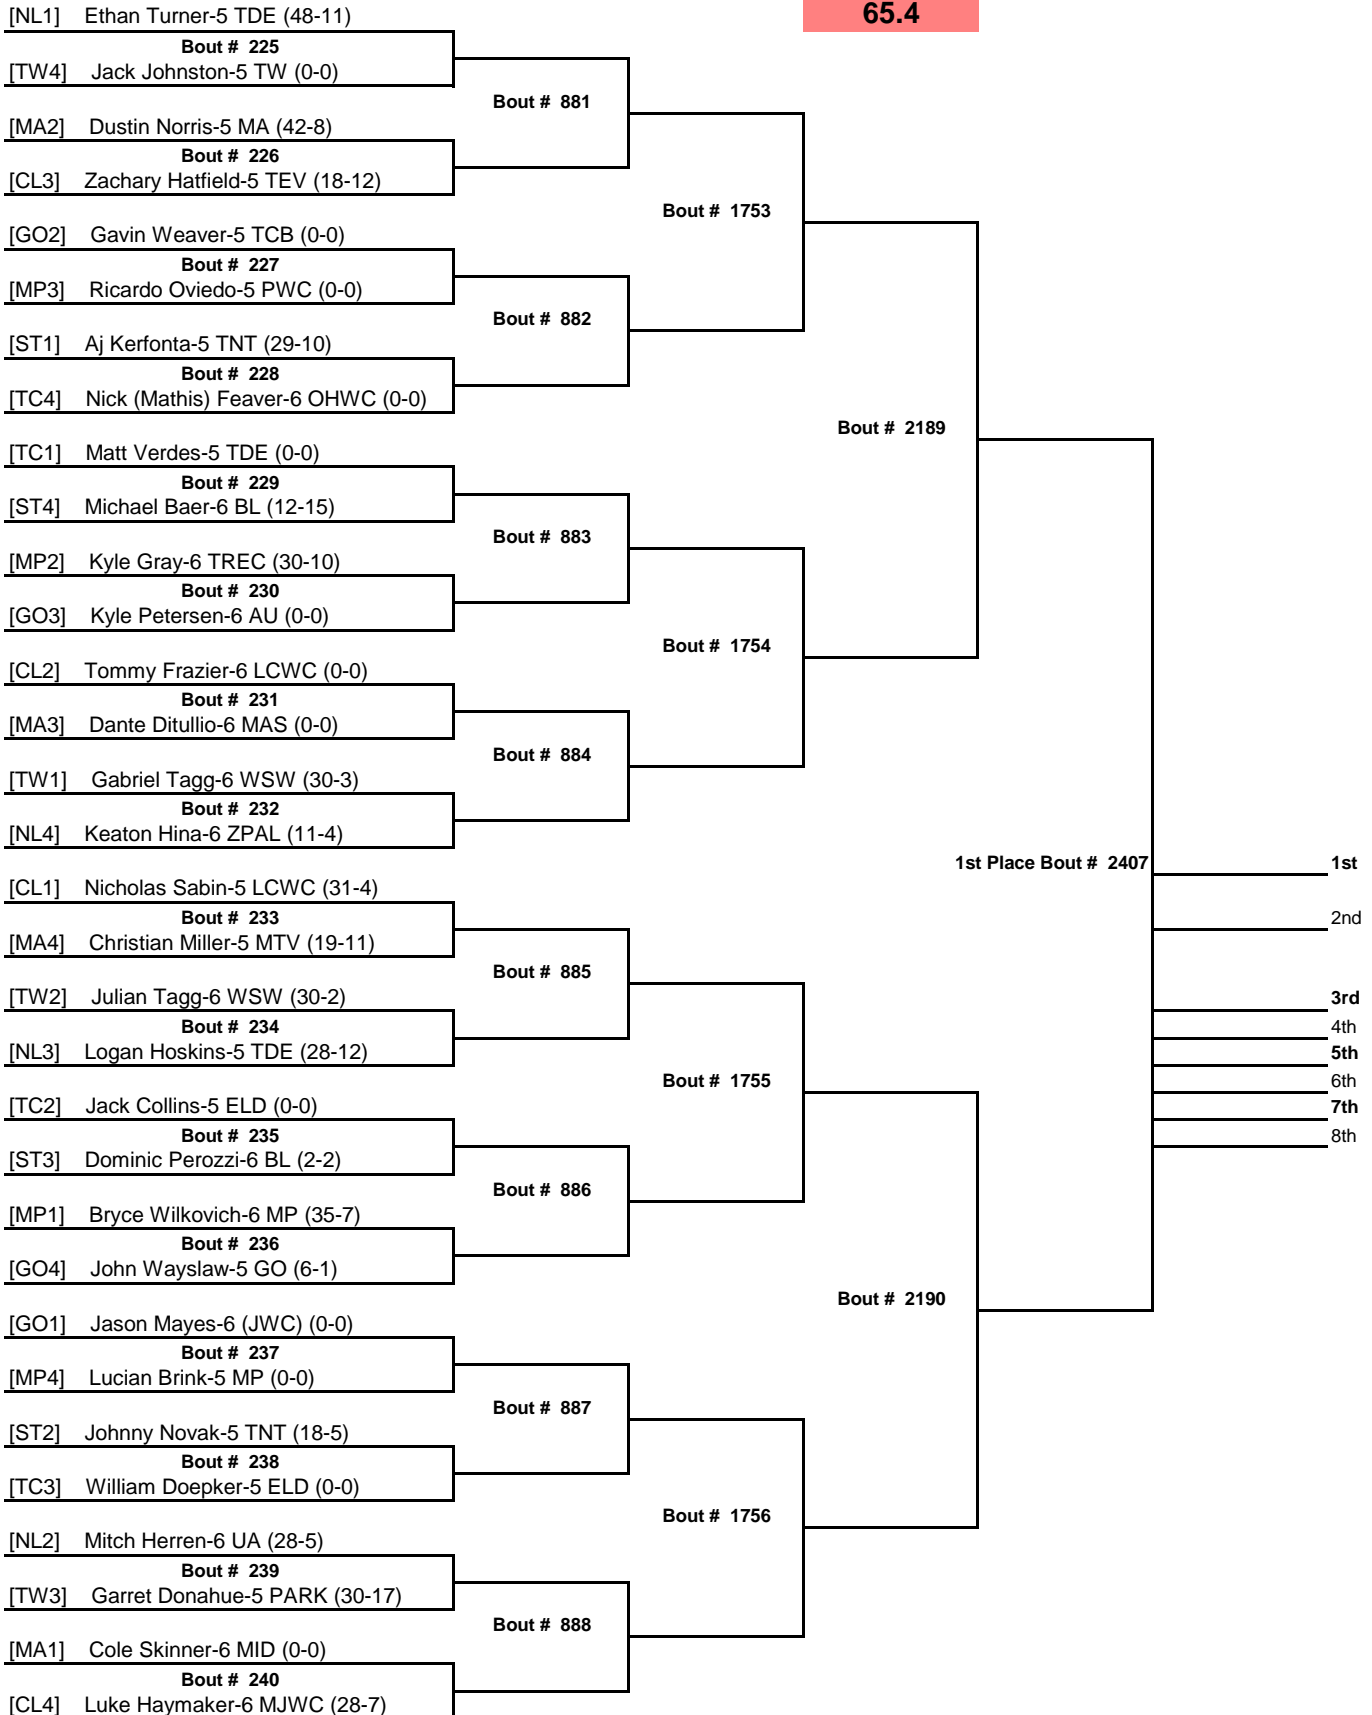 65.4
[NL1] Ethan Turner-5 TDE (48-11)
Bout # 225
[TW4] Jack Johnston-5 TW (0-0)
Bout # 881
[MA2] Dustin Norris-5 MA (42-8)
Bout # 226
[CL3] Zachary Hatfield-5 TEV (18-12)
Bout # 1753
[GO2] Gavin Weaver-5 TCB (0-0)
Bout # 227
[MP3] Ricardo Oviedo-5 PWC (0-0)
Bout # 882
[ST1] Aj Kerfonta-5 TNT (29-10)
Bout # 228
[TC4] Nick (Mathis) Feaver-6 OHWC (0-0)
Bout # 2189
[TC1] Matt Verdes-5 TDE (0-0)
Bout # 229
[ST4] Michael Baer-6 BL (12-15)
Bout # 883
[MP2] Kyle Gray-6 TREC (30-10)
Bout # 230
[GO3] Kyle Petersen-6 AU (0-0)
Bout # 1754
[CL2] Tommy Frazier-6 LCWC (0-0)
Bout # 231
[MA3] Dante Ditullio-6 MAS (0-0)
Bout # 884
[TW1] Gabriel Tagg-6 WSW (30-3)
Bout # 232
[NL4] Keaton Hina-6 ZPAL (11-4)
1st Place Bout # 2407
1st
[CL1] Nicholas Sabin-5 LCWC (31-4)
Bout # 233
2nd
[MA4] Christian Miller-5 MTV (19-11)
Bout # 885
[TW2] Julian Tagg-6 WSW (30-2)
3rd
Bout # 234
4th
[NL3] Logan Hoskins-5 TDE (28-12)
5th
Bout # 1755
6th
[TC2] Jack Collins-5 ELD (0-0)
7th
Bout # 235
8th
[ST3] Dominic Perozzi-6 BL (2-2)
Bout # 886
[MP1] Bryce Wilkovich-6 MP (35-7)
Bout # 236
[GO4] John Wayslaw-5 GO (6-1)
Bout # 2190
[GO1] Jason Mayes-6 (JWC) (0-0)
Bout # 237
[MP4] Lucian Brink-5 MP (0-0)
Bout # 887
[ST2] Johnny Novak-5 TNT (18-5)
Bout # 238
[TC3] William Doepker-5 ELD (0-0)
Bout # 1756
[NL2] Mitch Herren-6 UA (28-5)
Bout # 239
[TW3] Garret Donahue-5 PARK (30-17)
Bout # 888
[MA1] Cole Skinner-6 MID (0-0)
Bout # 240
[CL4] Luke Haymaker-6 MJWC (28-7)